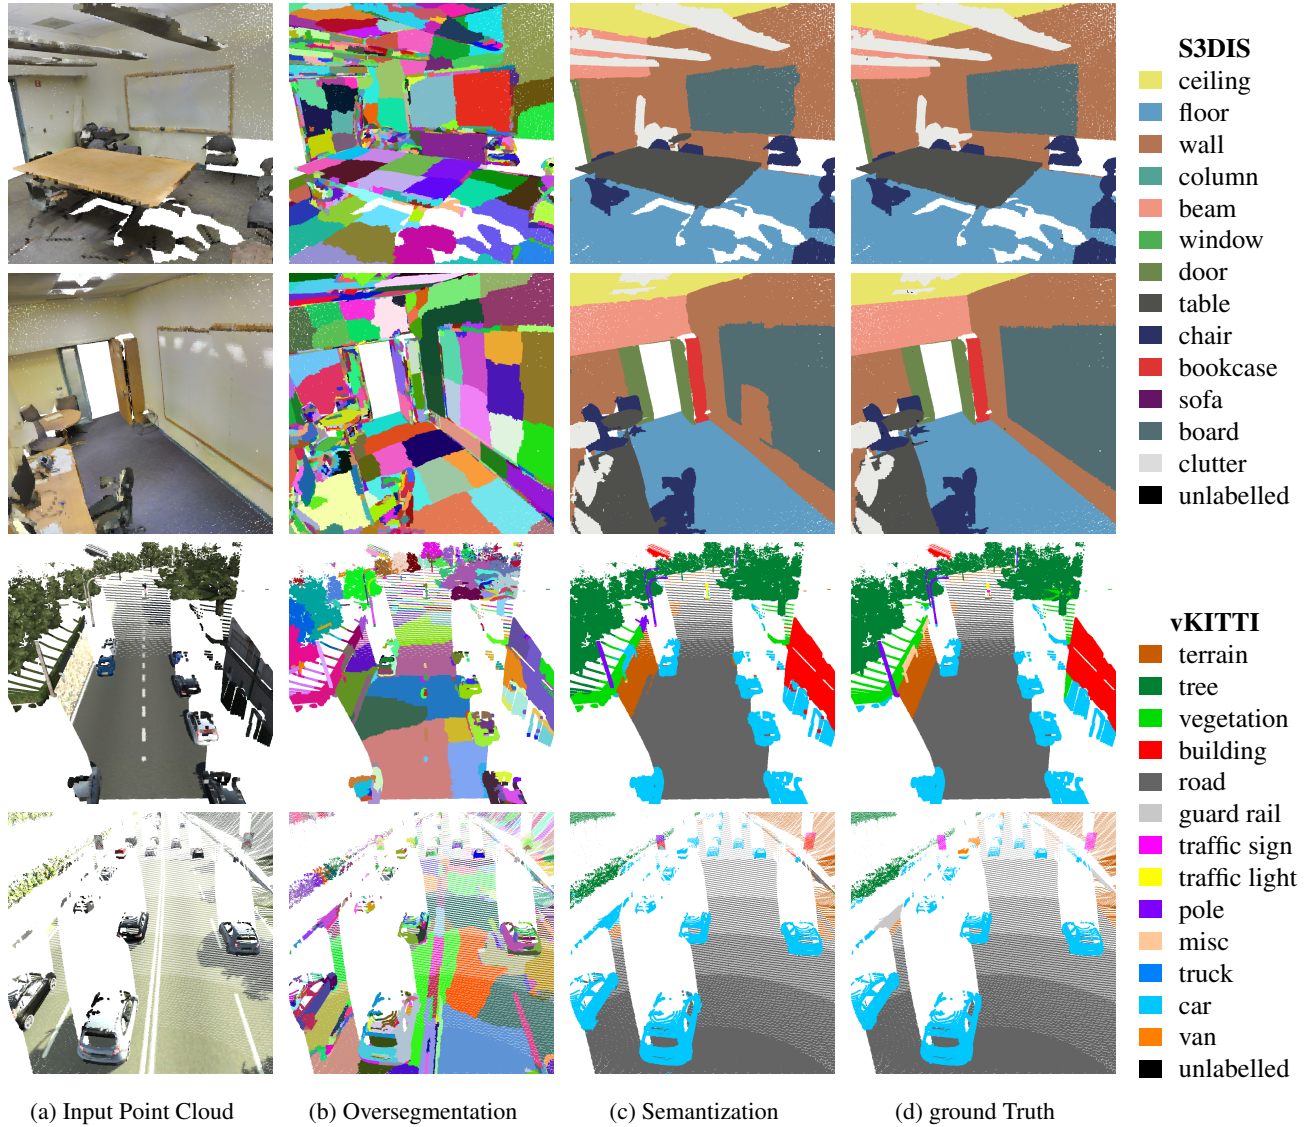 S3DIS
ceiling
floor
wall
column
beam
window
door
table
chair
bookcase
sofa
board
clutter
unlabelled
vKITTI
terrain
tree
vegetation
building
road
guard rail
traffic sign
traffic light
pole
misc
truck
car
van
unlabelled
(a) Input Point Cloud
(b) Oversegmentation
(c) Semantization
(d) ground Truth